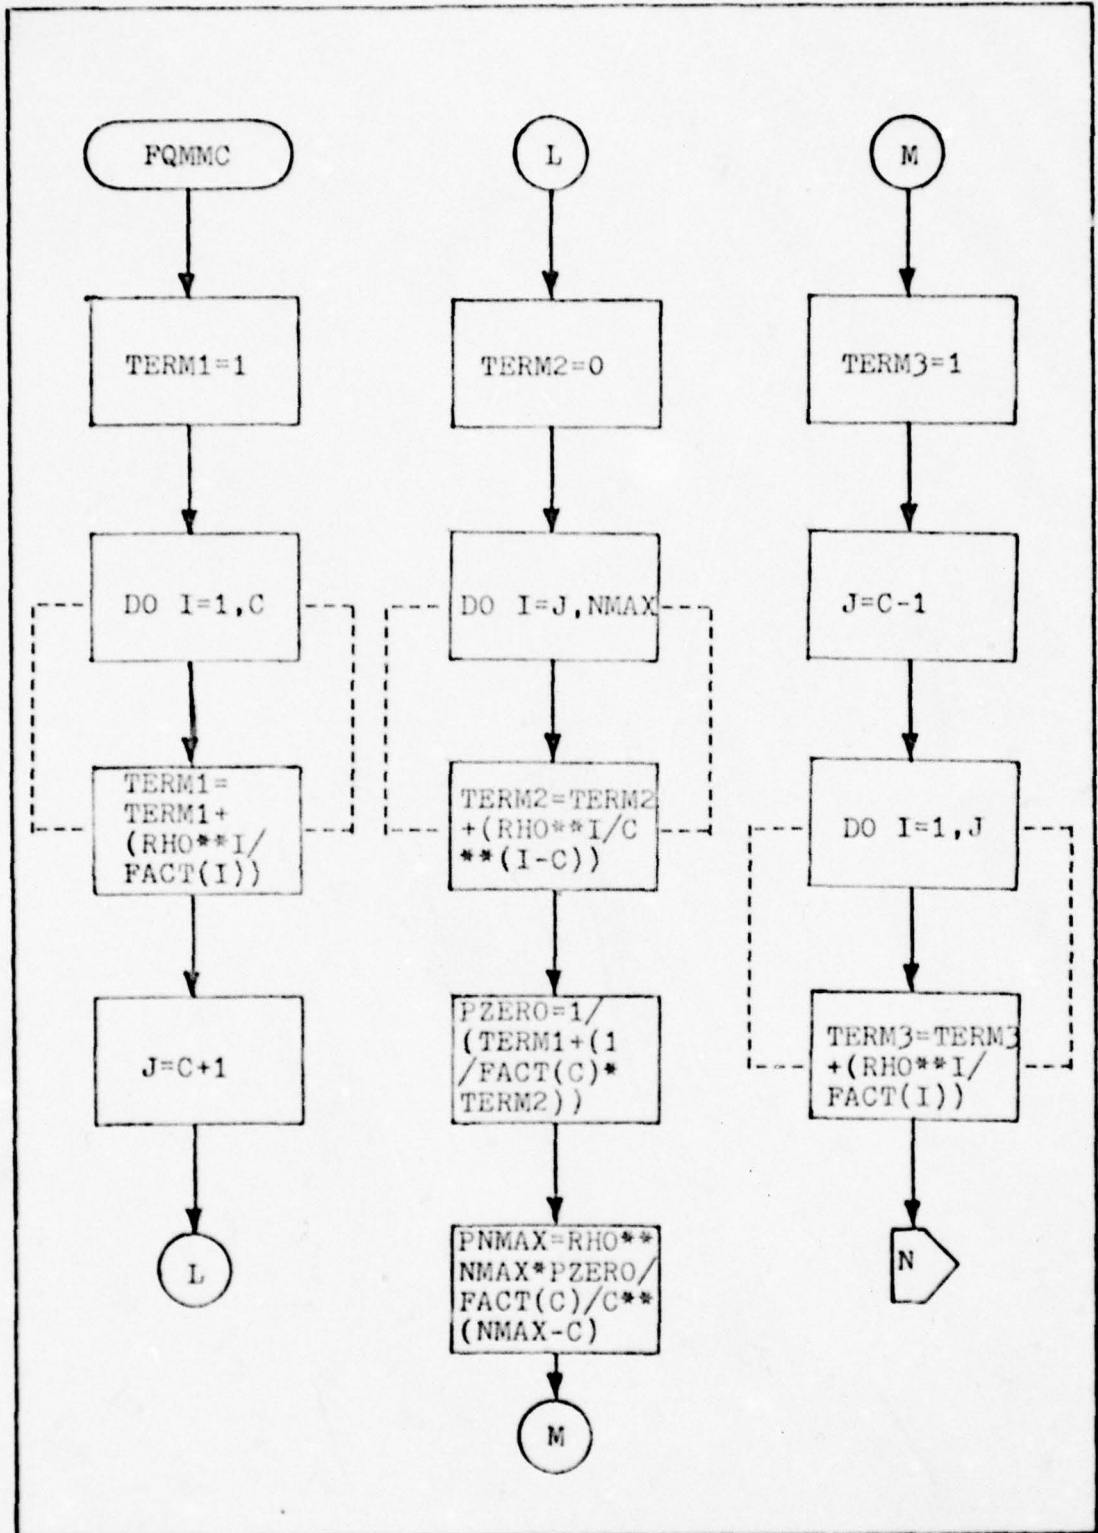 FQMMC
TERM1=1
DO I=1,C
TERM1=
TERM1+
(RHO**I/
FACT(I))
J=C+1
L
L
TERM2=0
DO I=J,NMAX
TERM2=TERM2
+(RHO**I/C
**(I-C))
PZERO=1/
(TERM1+(1
/FACT(C)*
TERM2))
PNMAX=RHO**
NMAX*PZERO/
FACT(C)/C**
(NMAX-C)
M
M
TERM3=1
J=C-1
DO I=1,J
TERM3=TERM3
+(RHO**I/
FACT(I))
N